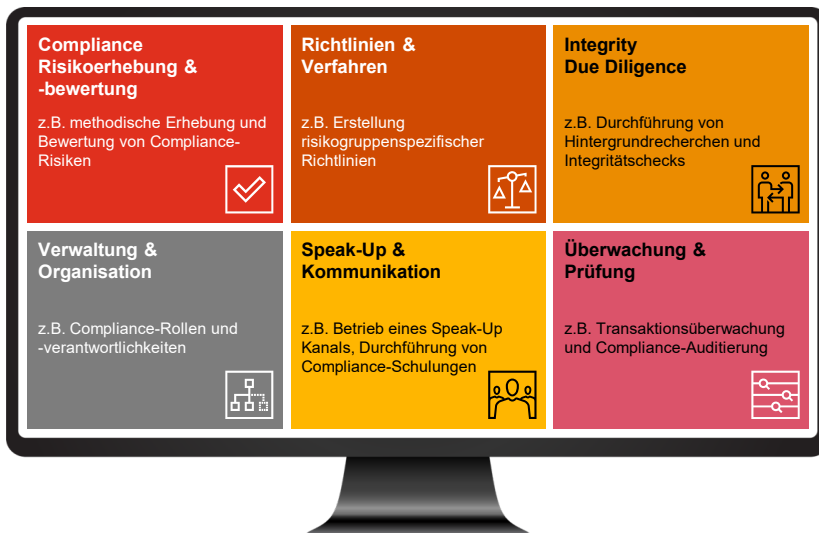 Compliance
Risikoerhebung &
-bewertung
z.B. methodische Erhebung und
Bewertung von Compliance-
Risiken
Richtlinien &
Verfahren
z.B. Erstellung
risikogruppenspezifischer
Richtlinien
Integrity
Due Diligence
z.B. Durchführung von
Hintergrundrecherchen und
Integritätschecks
Verwaltung &
Organisation
z.B. Compliance-Rollen und
-verantwortlichkeiten
Speak-Up &
Kommunikation
z.B. Betrieb eines Speak-Up
Kanals, Durchführung von
Compliance-Schulungen
Überwachung &
Prüfung
z.B. Transaktionsüberwachung
und Compliance-Auditierung